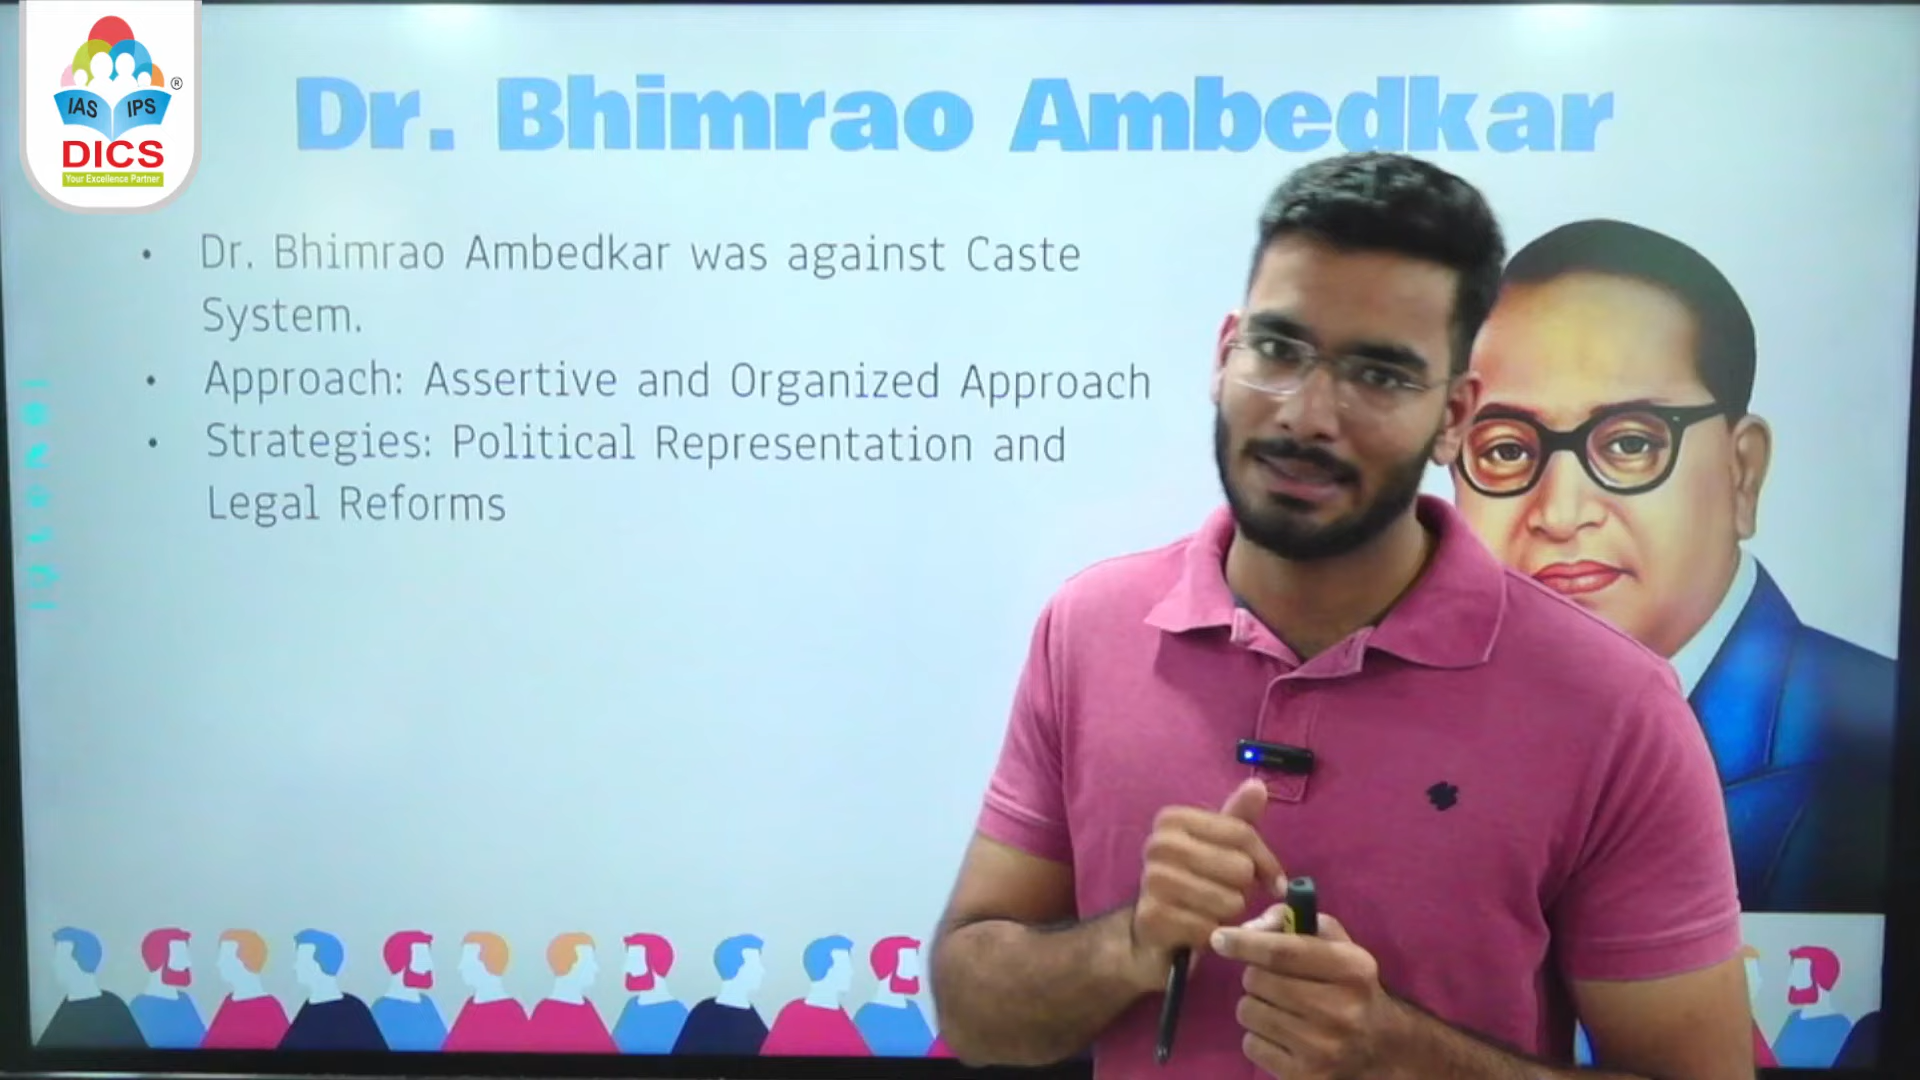 IAS IPS
®
DICS
Your Excellence Partner
Dr. Bhimrao Ambedkar
• Dr. Bhimrao Ambedkar was against Caste
System.
• Approach: Assertive and Organized Approach
• Strategies: Political Representation and
Legal Reforms